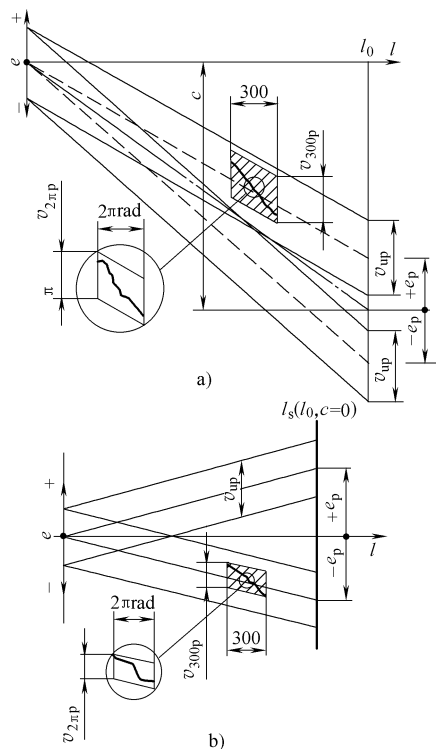 +
e
−
l₀
l
c
300
v₃₀₀ₚ
v₂πₚ
2πrad
π
vᵤₚ
+eₚ
−eₚ
vᵤₚ
a)
lₛ(l₀,c=0)
+
e
−
vᵤₚ
+eₚ
−eₚ
l
2πrad
v₃₀₀ₚ
300
v₂πₚ
b)